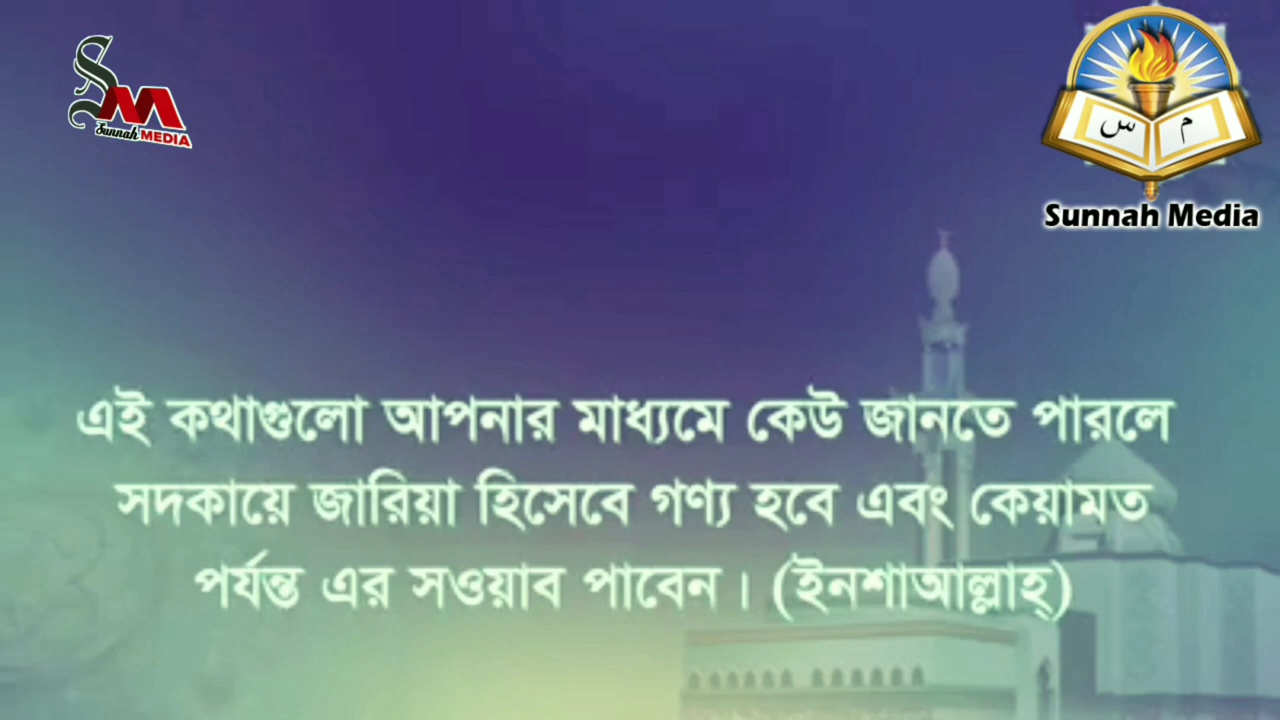 SM
Sunnah MEDIA
س م
Sunnah Media
এই কথাগুলো আপনার মাধ্যমে কেউ জানতে পারলে
সদকায়ে জারিয়া হিসেবে গণ্য হবে এবং কেয়ামত
পর্যন্ত এর সওয়াব পাবেন। (ইনশাআল্লাহ্)